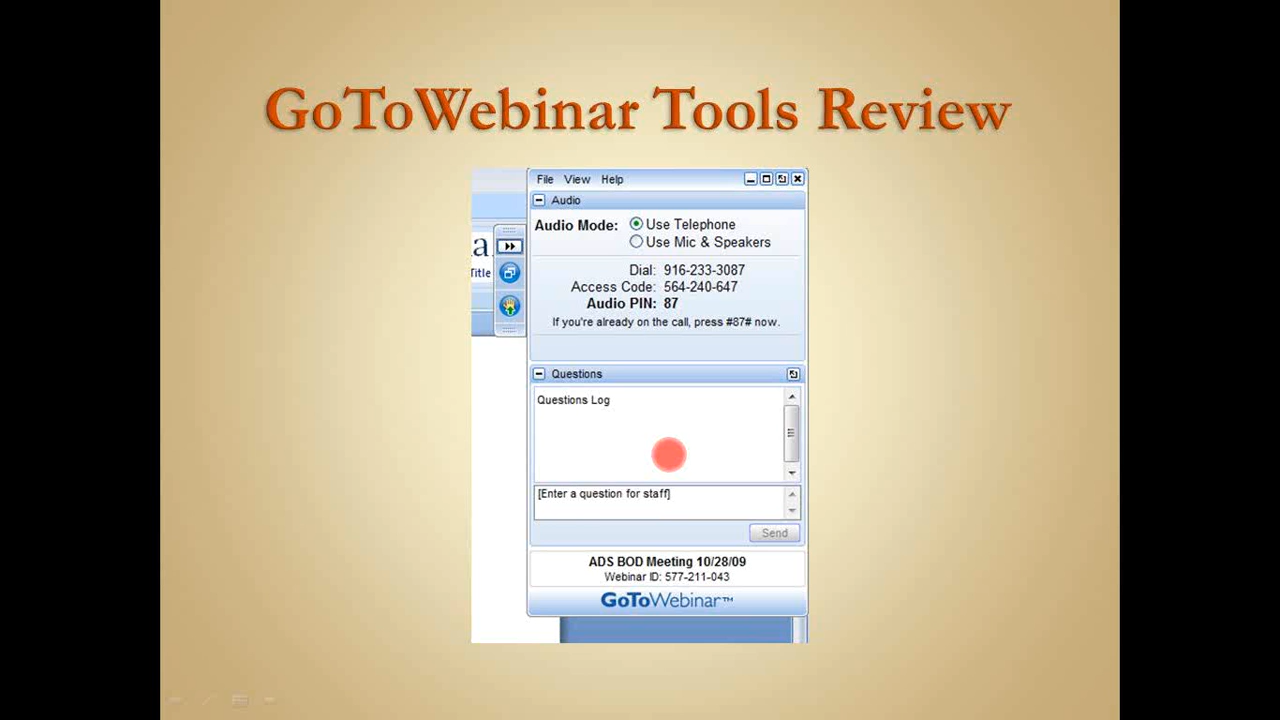 GoToWebinar Tools Review
File View Help
Audio
Audio Mode: Use Telephone
Use Mic & Speakers
Title
Dial: 916-233-3087
Access Code: 564-240-647
Audio PIN: 87
If you're already on the call, press #87# now.
Questions
Questions Log
[Enter a question for staff]
Send
ADS BOD Meeting 10/28/09
Webinar ID: 577-211-043
GoToWebinar™